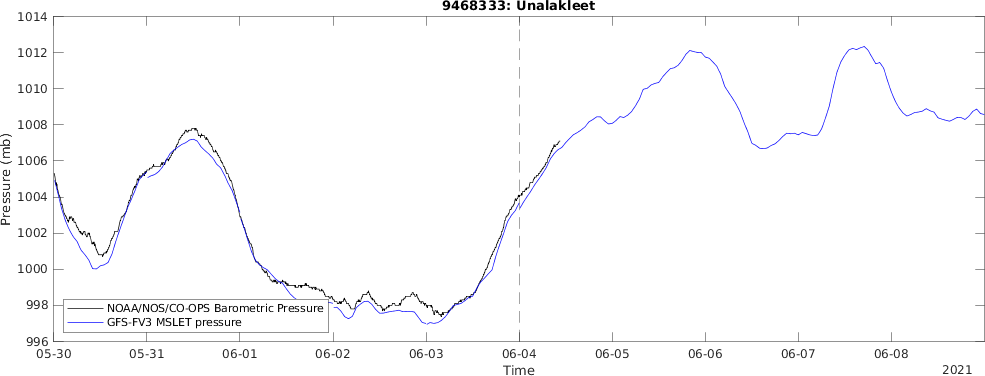 9468333: Unalakleet
1014
1012
1010
1008
1006
1004
1002
1000
998
996
Pressure (mb)
NOAA/NOS/CO-OPS Barometric Pressure
GFS-FV3 MSLET pressure
05-30 05-31 06-01 06-02 06-03 06-04 06-05 06-06 06-07 06-08
Time
2021